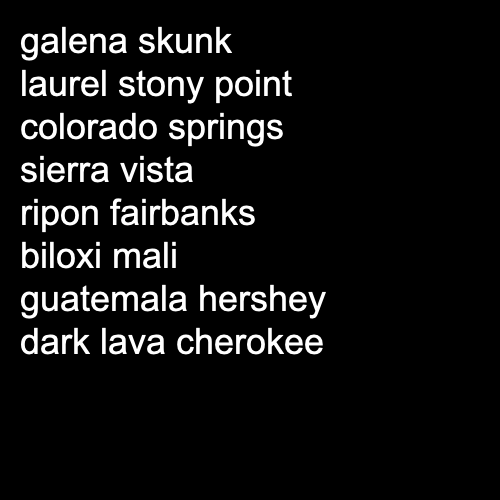 galena skunk
laurel stony point
colorado springs
sierra vista
ripon fairbanks
biloxi mali
guatemala hershey
dark lava cherokee